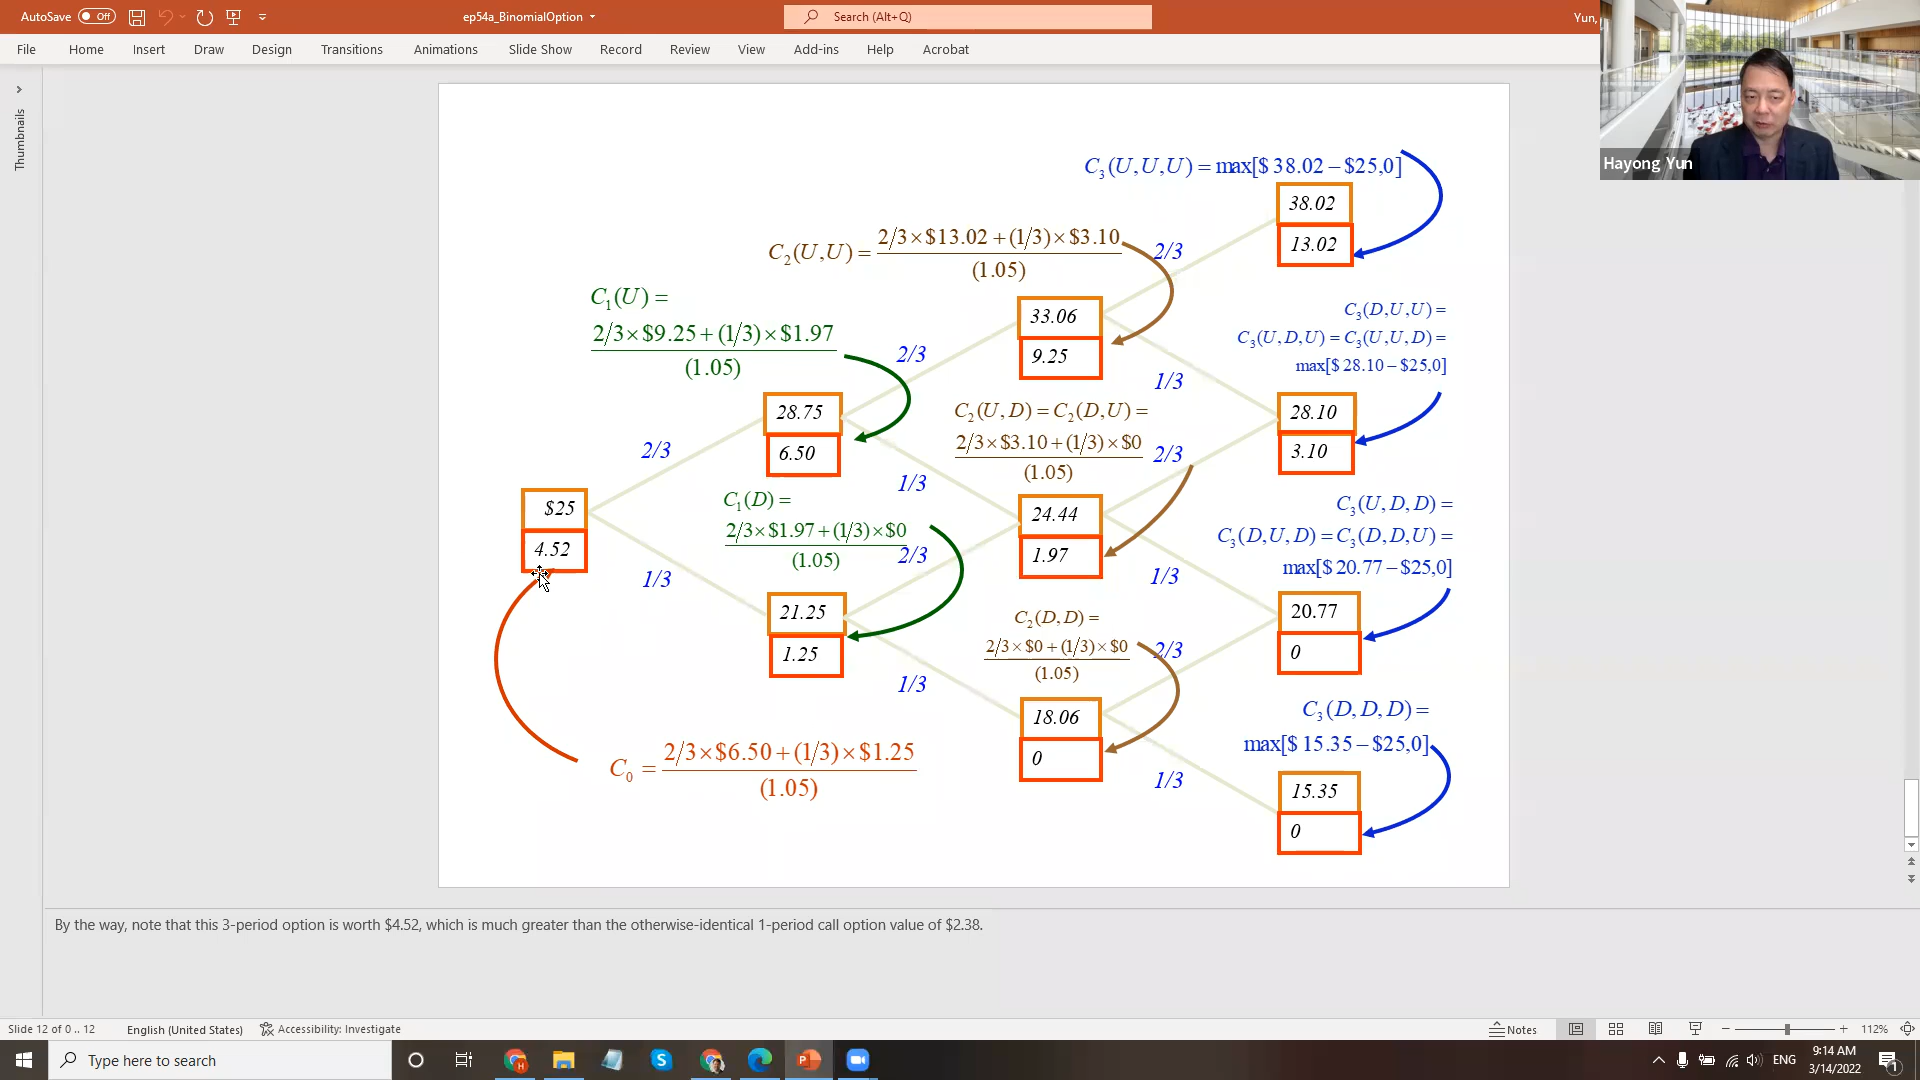 AutoSave Off
ep54a_BinomialOption
Search (Alt+Q)
Yun,
File Home Insert Draw Design Transitions Animations Slide Show Record Review View Add-ins Help Acrobat
Hayong Yun
Thumbnails
C₃(U,U,U) = max[$ 38.02 – $25,0]
38.02
13.02
C₂(U,U) = 2/3×$13.02 + (1/3)×$3.10
(1.05)
2/3
C₁(U) =
2/3×$9.25 + (1/3)×$1.97
(1.05)
33.06
9.25
2/3
1/3
C₃(D,U,U) =
C₃(U,D,U) = C₃(U,U,D) =
max[$ 28.10 – $25,0]
28.10
3.10
28.75
6.50
2/3
1/3
C₂(U,D) = C₂(D,U) =
2/3×$3.10 + (1/3)×$0
(1.05)
2/3
$25
4.52
C₁(D) =
2/3×$1.97 + (1/3)×$0
(1.05)
2/3
24.44
1.97
1/3
C₃(U,D,D) =
C₃(D,U,D) = C₃(D,D,U) =
max[$ 20.77 – $25,0]
20.77
0
1/3
21.25
1.25
1/3
C₂(D,D) =
2/3×$0 + (1/3)×$0
(1.05)
2/3
18.06
0
1/3
C₃(D,D,D) =
max[$ 15.35 – $25,0]
15.35
0
C₀ = 2/3×$6.50 + (1/3)×$1.25
(1.05)
By the way, note that this 3-period option is worth $4.52, which is much greater than the otherwise-identical 1-period call option value of $2.38.
Slide 12 of 0 .. 12 English (United States) Accessibility: Investigate Notes 112%
Type here to search
ENG
9:14 AM
3/14/2022
1